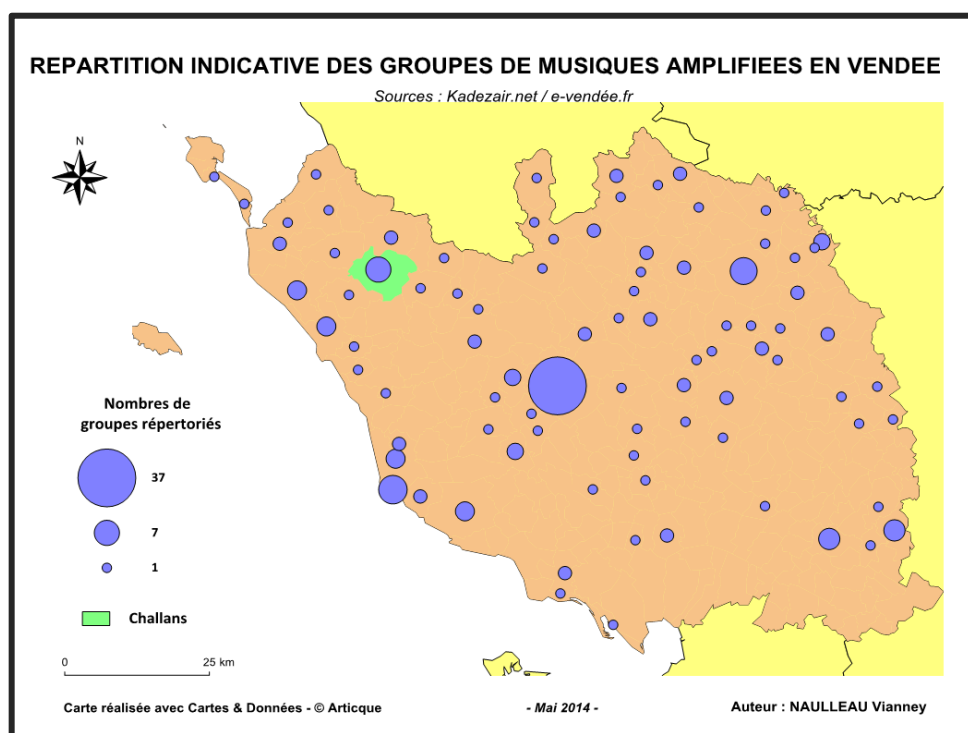 REPARTITION INDICATIVE DES GROUPES DE MUSIQUES AMPLIFIEES EN VENDEE
Sources : Kadezair.net / e-vendée.fr
N
Nombres de
groupes répertoriés
37
7
1
Challans
0 25 km
Carte réalisée avec Cartes & Données - © Articque
- Mai 2014 -
Auteur : NAULLEAU Vianney